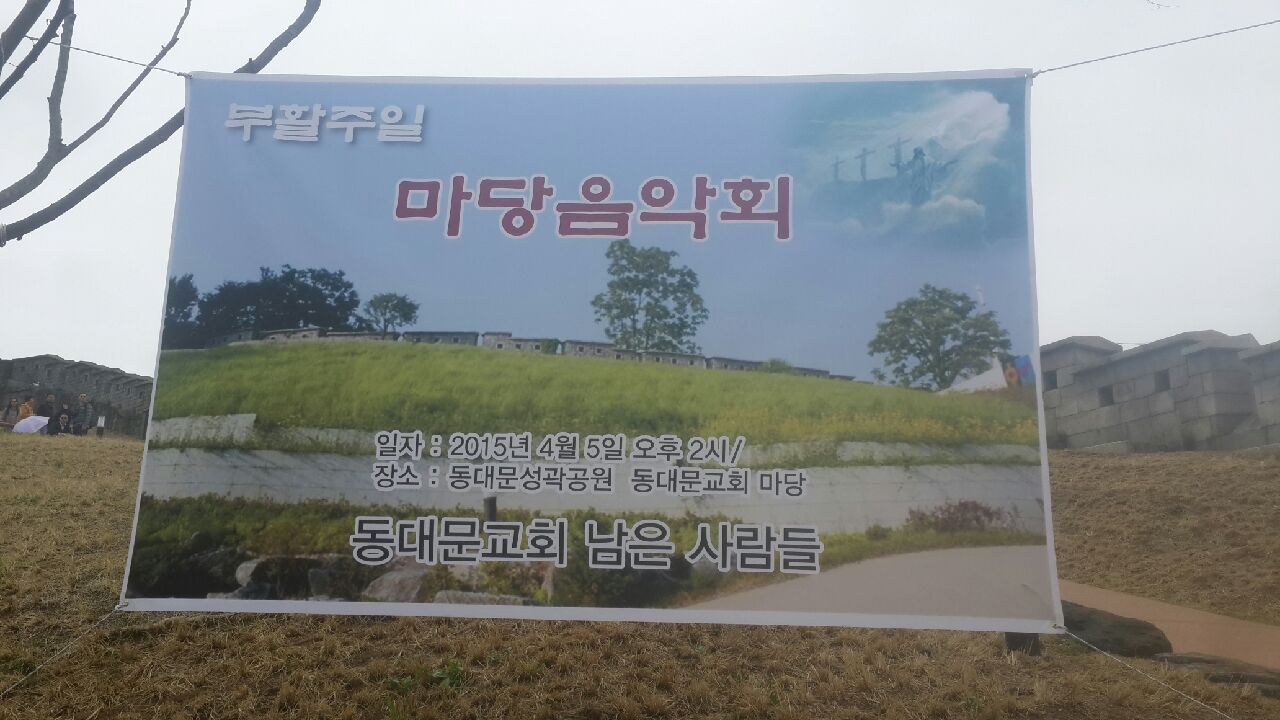 부활주일
마당음악회
일자 : 2015년 4월 5일 오후 2시/
장소 : 동대문성곽공원 동대문교회 마당
동대문교회 남은 사람들